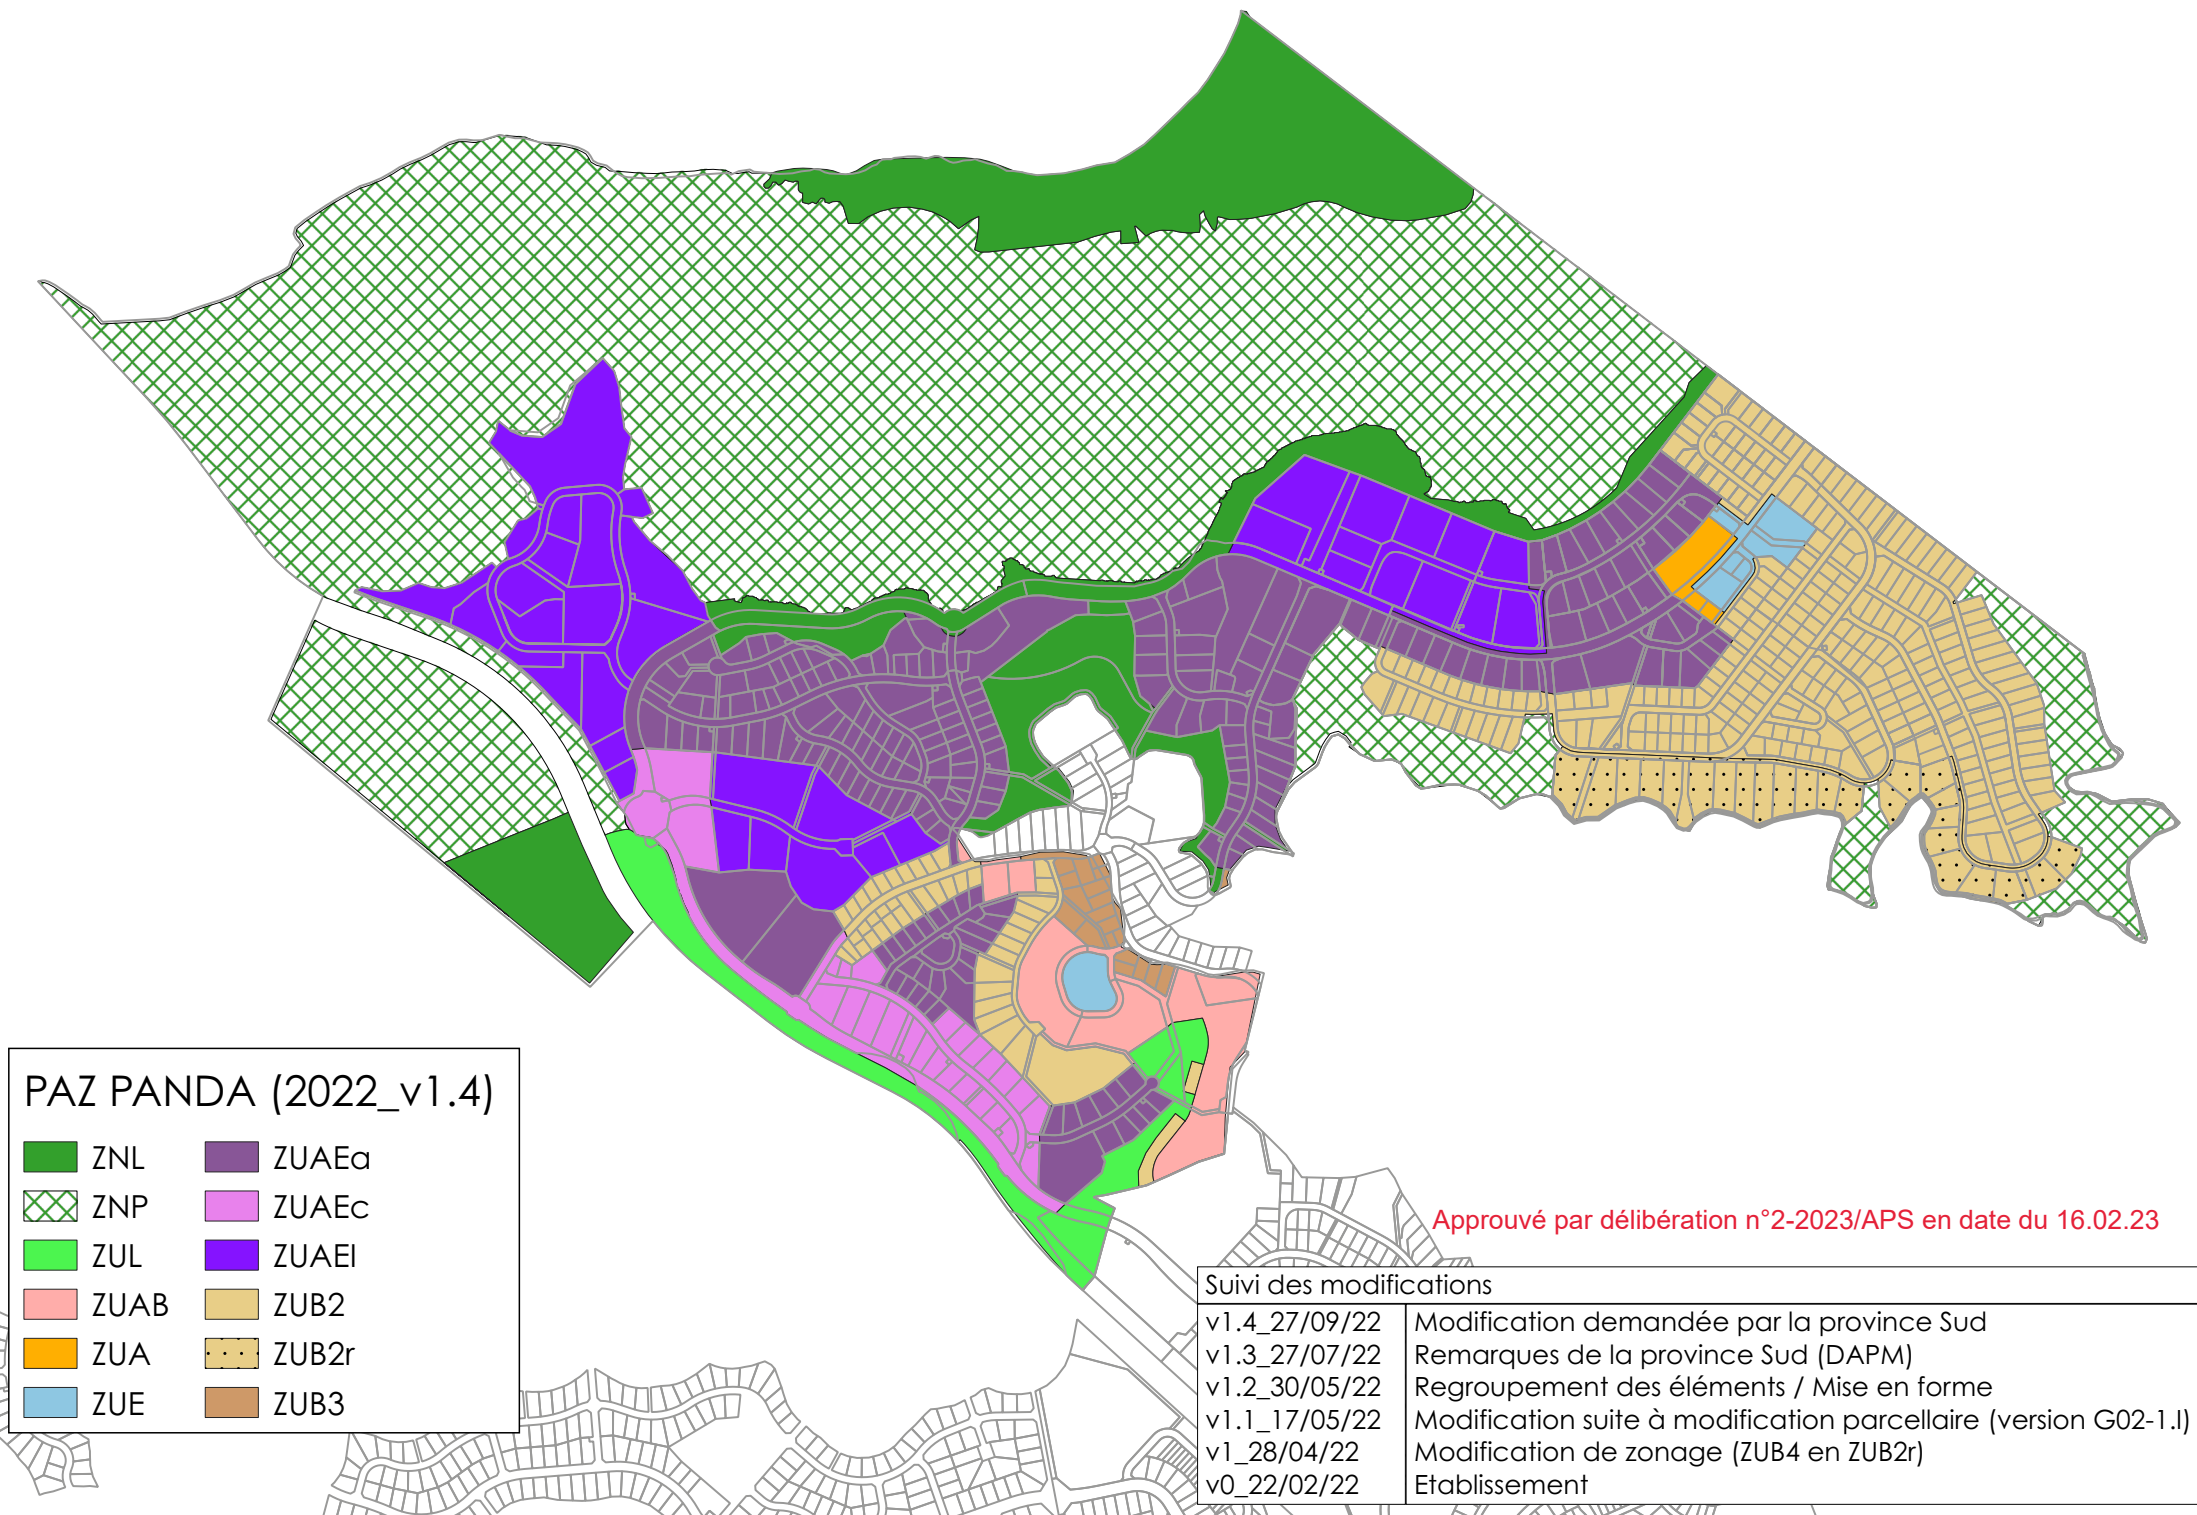 PAZ PANDA (2022_v1.4)
ZNL
ZUAEa
ZNP
ZUAEc
ZUL
ZUAEI
ZUAB
ZUB2
ZUA
ZUB2r
ZUE
ZUB3
Approuvé par délibération n°2-2023/APS en date du 16.02.23
Suivi des modifications
v1.4_27/09/22 Modification demandée par la province Sud
v1.3_27/07/22 Remarques de la province Sud (DAPM)
v1.2_30/05/22 Regroupement des éléments / Mise en forme
v1.1_17/05/22 Modification suite à modification parcellaire (version G02-1.I)
v1_28/04/22 Modification de zonage (ZUB4 en ZUB2r)
v0_22/02/22 Etablissement